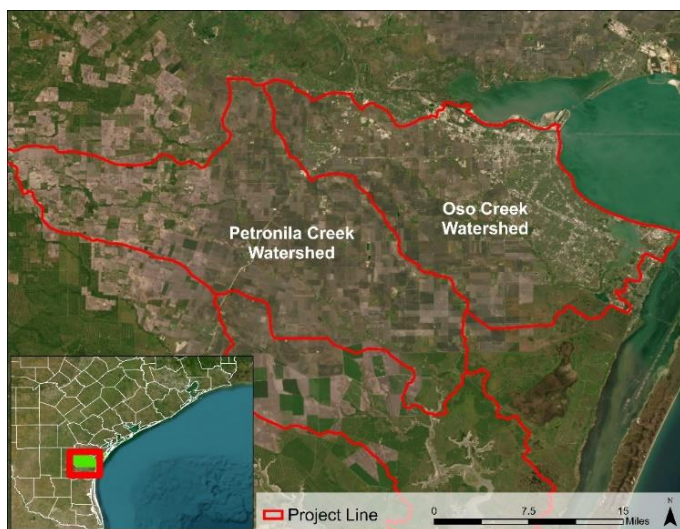 Oso Creek
Watershed
Petronila Creek
Watershed
Project Line
0 7.5 15
Miles
N